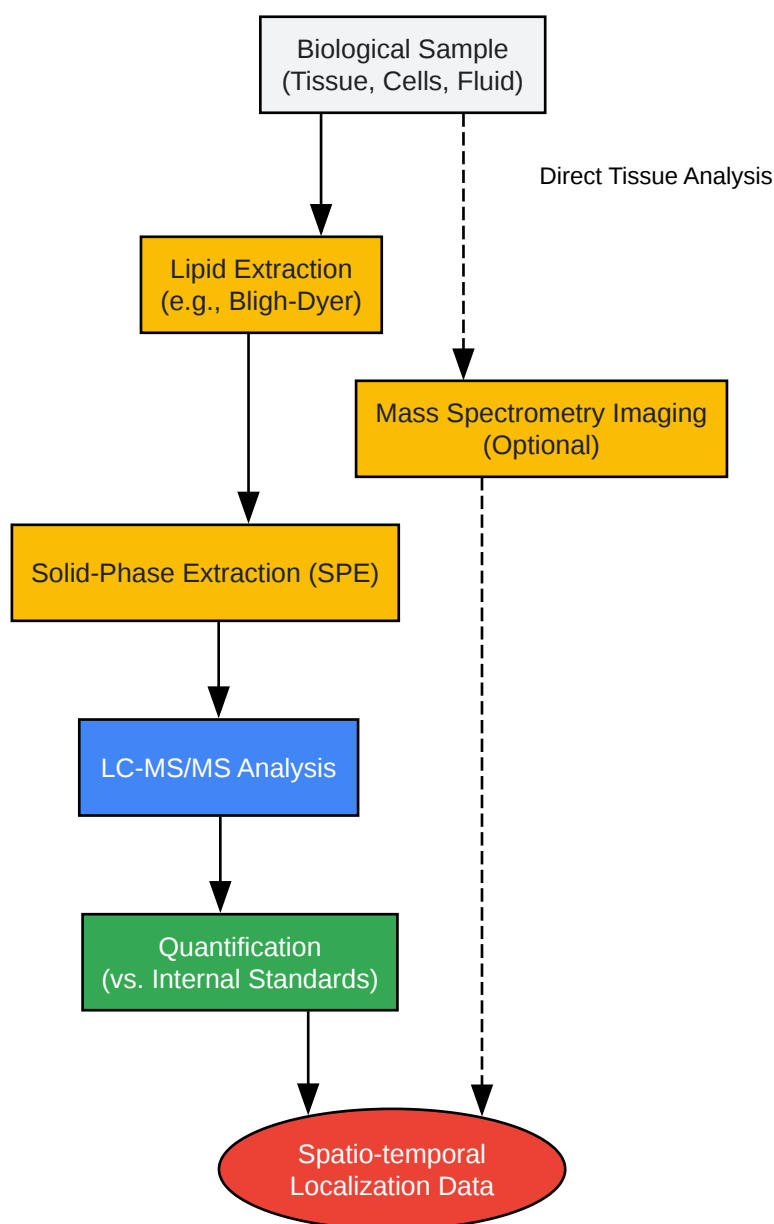 Biological Sample
(Tissue, Cells, Fluid)
Direct Tissue Analysis
Lipid Extraction
(e.g., Bligh-Dyer)
Mass Spectrometry Imaging
(Optional)
Solid-Phase Extraction (SPE)
LC-MS/MS Analysis
Quantification
(vs. Internal Standards)
Spatio-temporal
Localization Data